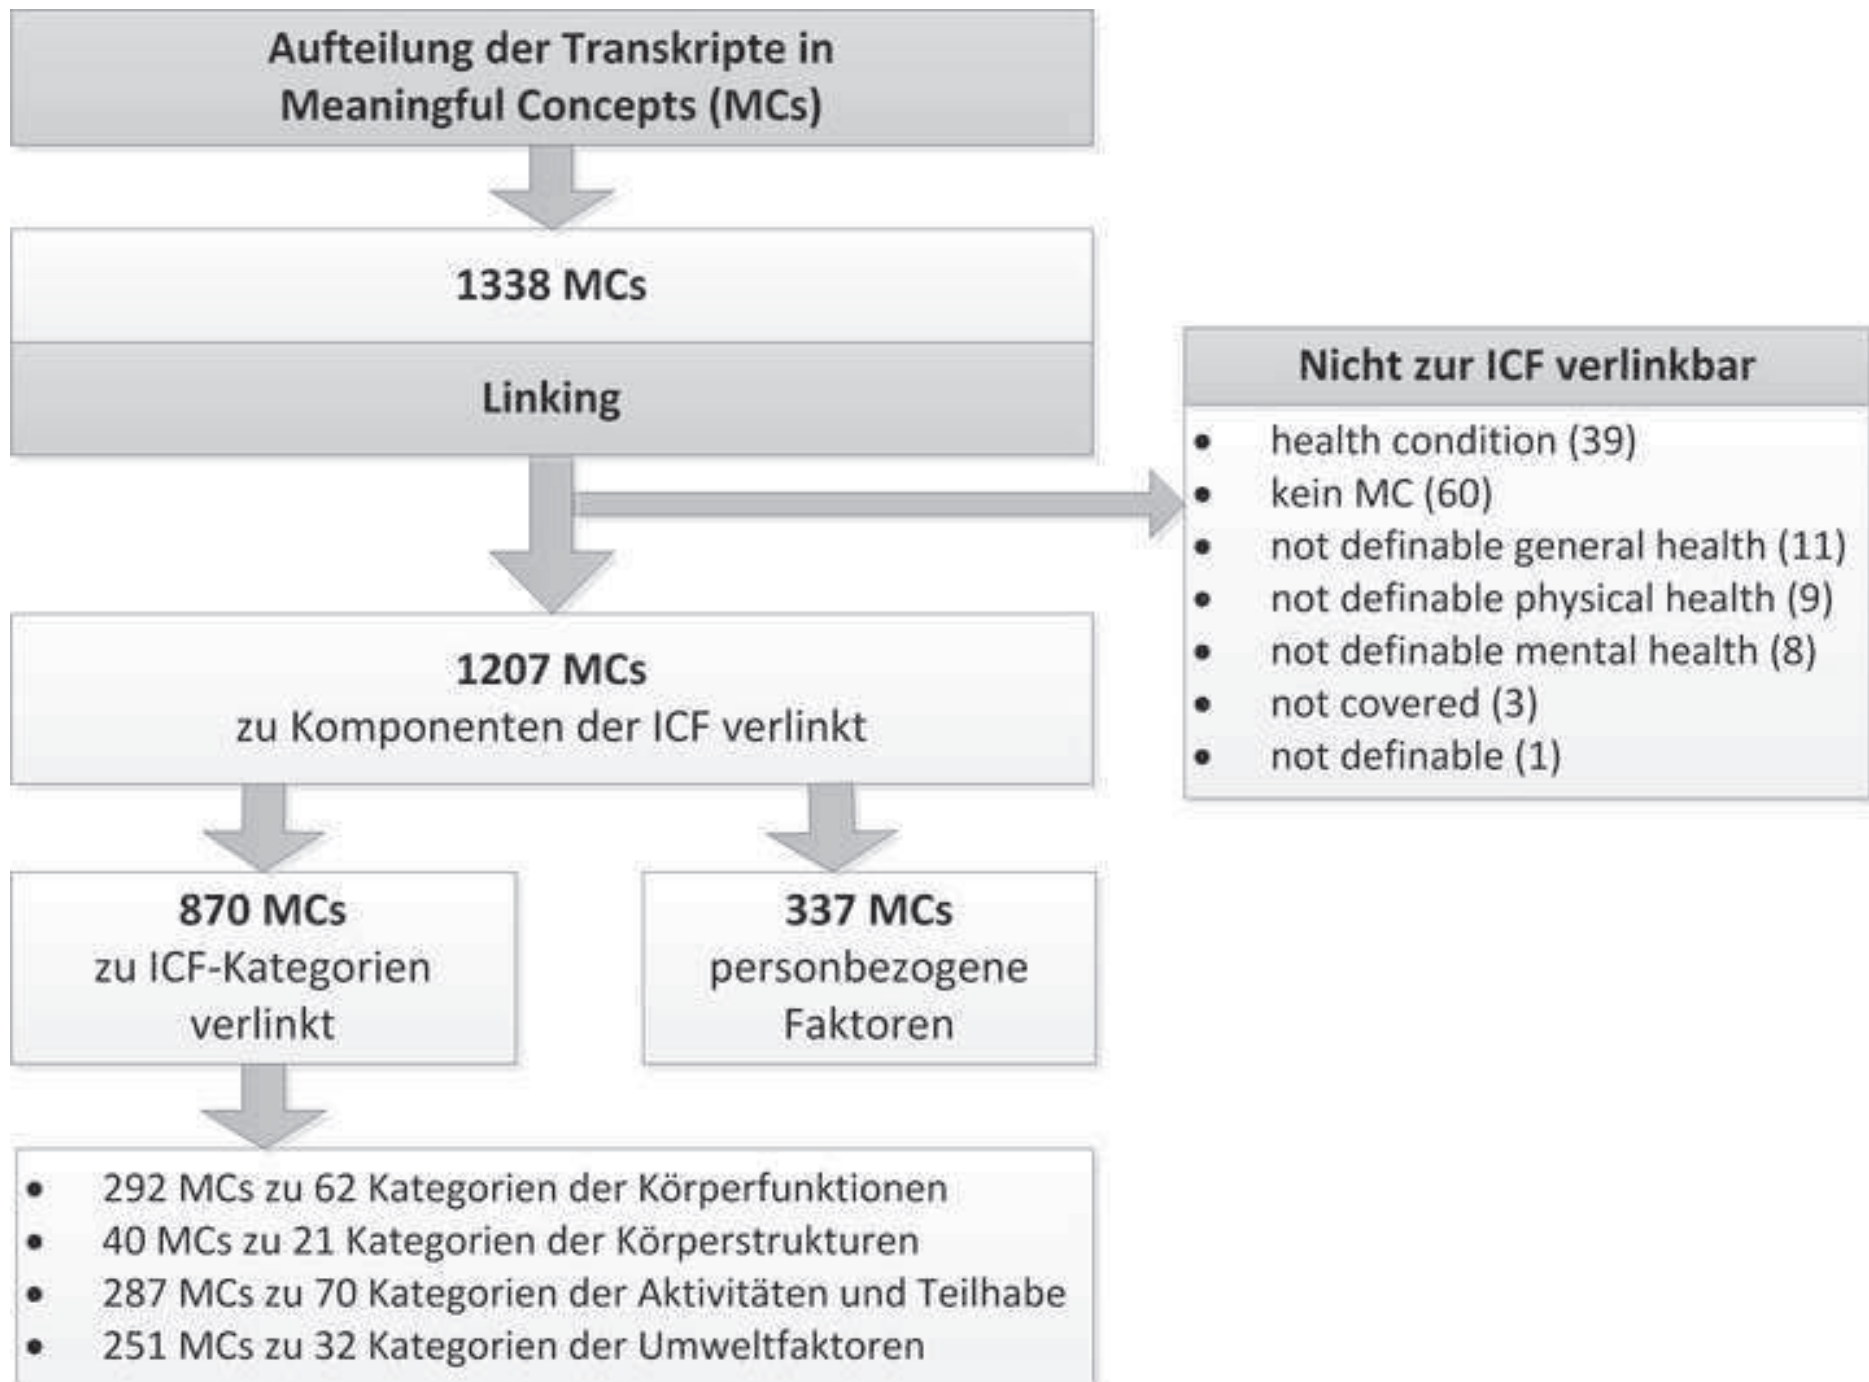 Aufteilung der Transkripte in
Meaningful Concepts (MCs)
1338 MCs
Linking
Nicht zur ICF verlinkbar
• health condition (39)
• kein MC (60)
• not definable general health (11)
• not definable physical health (9)
• not definable mental health (8)
• not covered (3)
• not definable (1)
1207 MCs
zu Komponenten der ICF verlinkt
870 MCs
zu ICF-Kategorien
verlinkt
337 MCs
personbezogene
Faktoren
• 292 MCs zu 62 Kategorien der Körperfunktionen
• 40 MCs zu 21 Kategorien der Körperstrukturen
• 287 MCs zu 70 Kategorien der Aktivitäten und Teilhabe
• 251 MCs zu 32 Kategorien der Umweltfaktoren